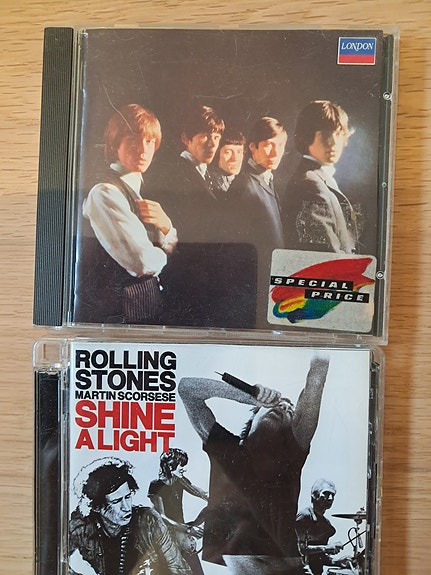 LONDON
SPECIAL
PRICE
ROLLING
STONES
MARTIN SCORSESE
SHINE
A LIGHT